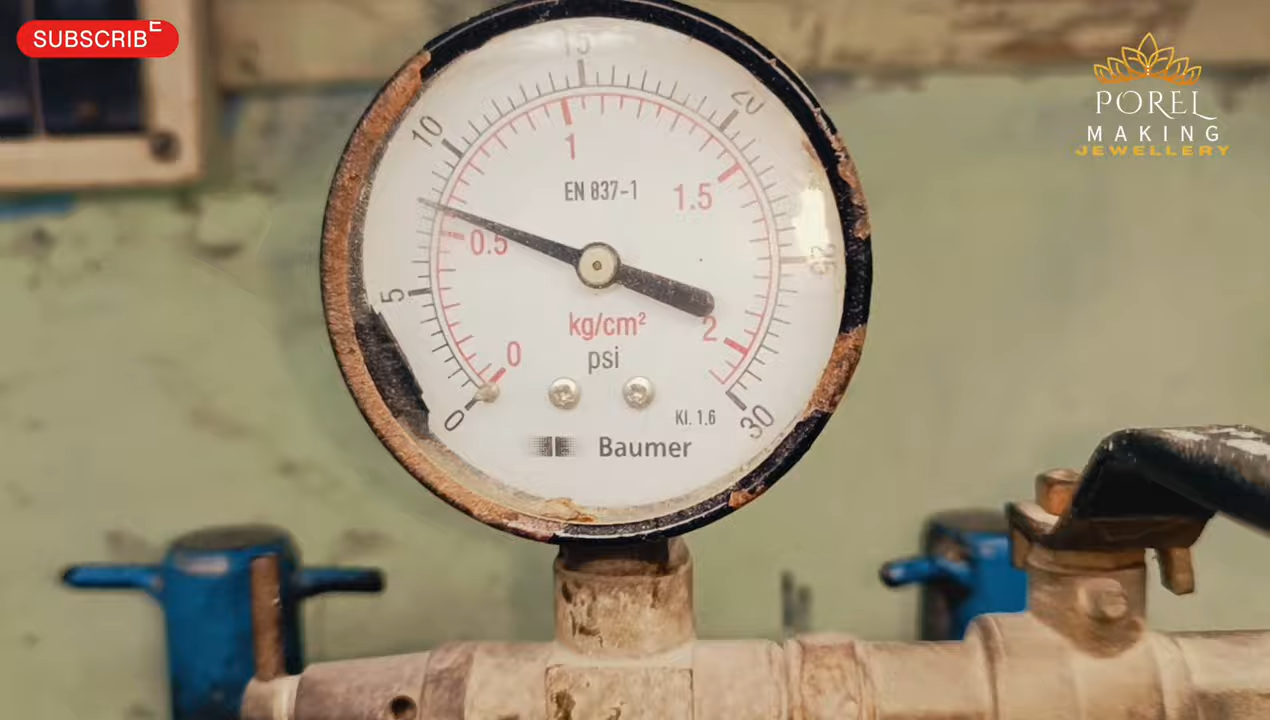 SUBSCRIBE
POREL
MAKING
JEWELLERY
0
5
10
15
20
25
30
0
0.5
1
1.5
2
EN 837-1
kg/cm²
psi
Kl. 1.6
Baumer